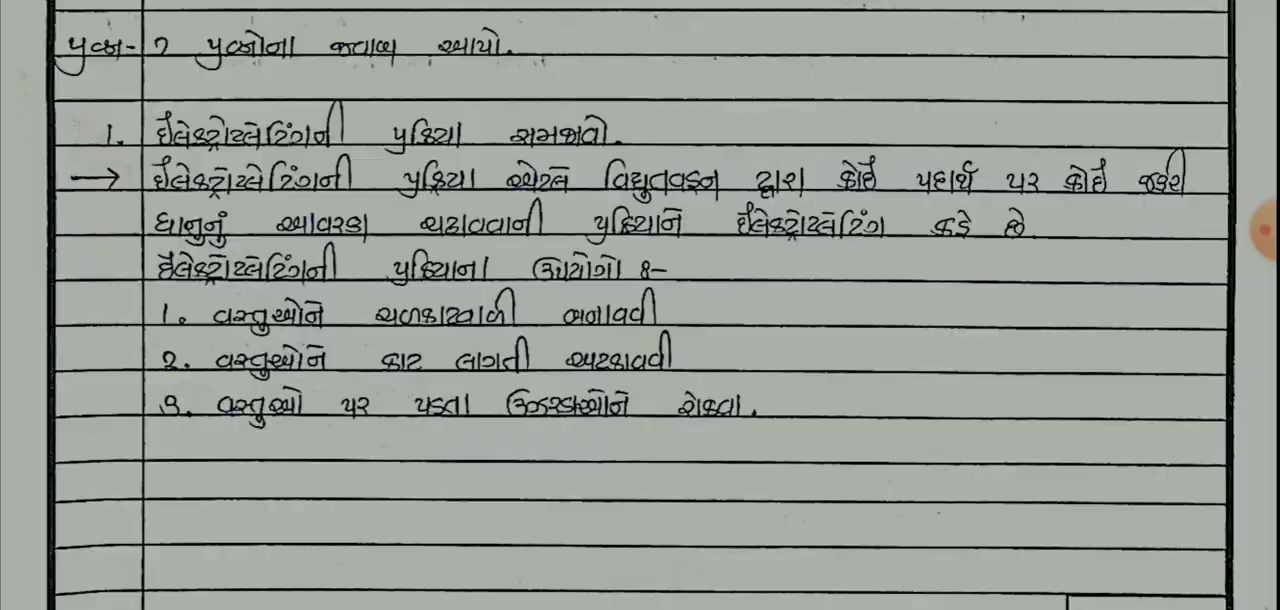 પ્રશ્ન- ૭ પ્રશ્નોના જવાબ આપો.
1. ઈલેક્ટ્રોપ્લેટિંગની પ્રક્રિયા સમજાવો.
→ ઈલેક્ટ્રોપ્લેટિંગની પ્રક્રિયા એટલે વિદ્યુતવહન દ્વારા કોઈ પદાર્થ પર કોઈ જરૂરી
ધાતુનું આવરણ ચઢાવવાની પ્રક્રિયાને ઈલેક્ટ્રોપ્લેટિંગ કહે છે
ઈલેક્ટ્રોપ્લેટિંગની પ્રક્રિયાના ઉપયોગો :-
1. વસ્તુઓને ચળકાટવાળી બનાવવી
૨. વસ્તુઓને કાટ લાગતી અટકાવવી
૩. વસ્તુઓ પર પડતા ઉઝરડાઓને રોકવા.